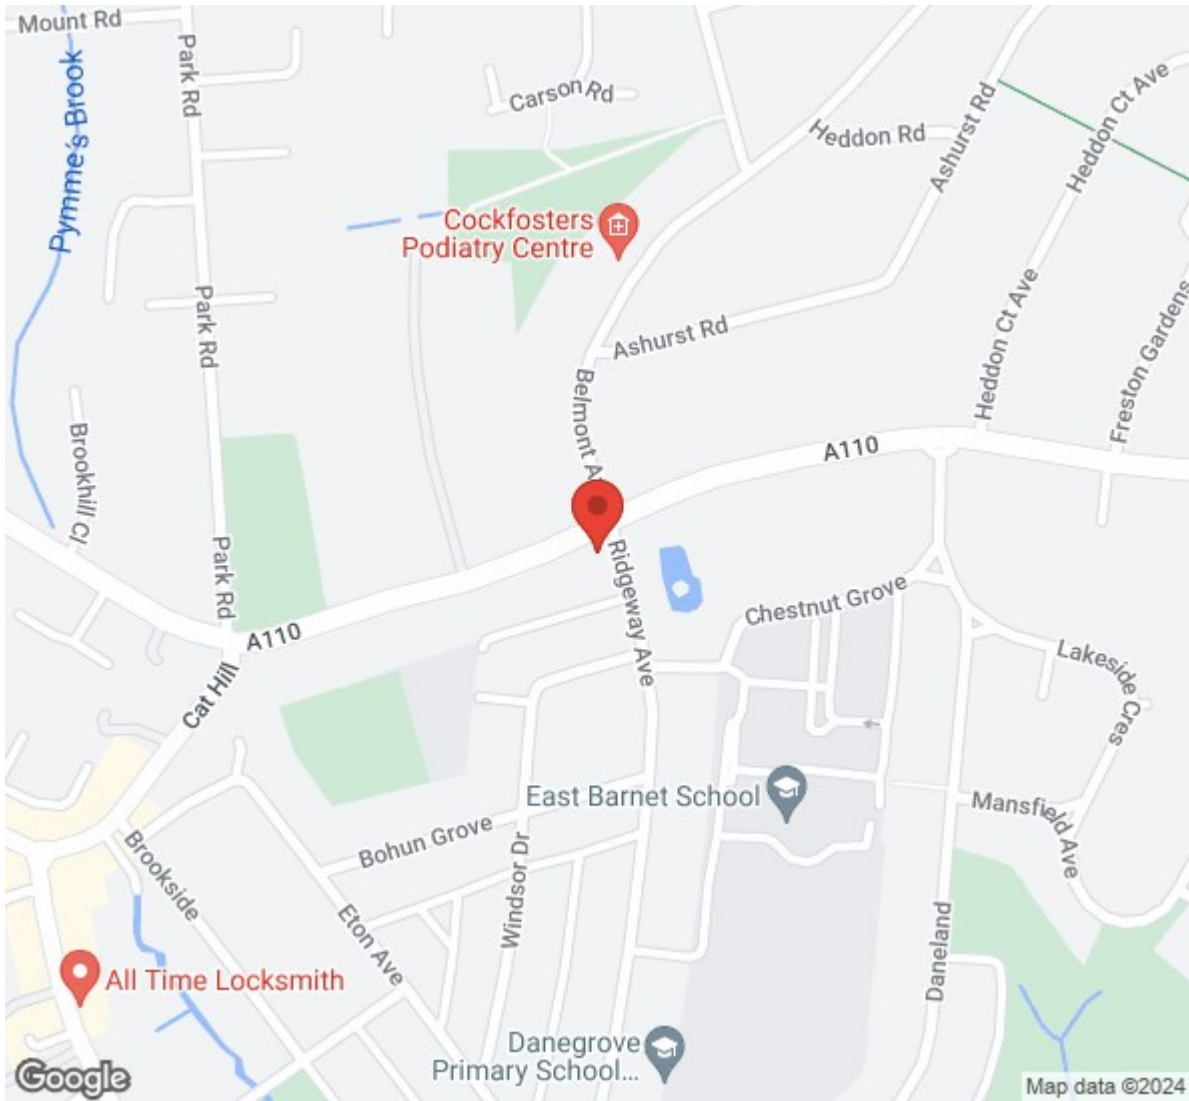 Mount Rd
Park Rd
Pymme's Brook
Carson Rd
Heddon Rd
Ashurst Rd
Heddon Ct Ave
Cockfosters
Podiatry Centre
Park Rd
Ashurst Rd
Heddon Ct Ave
Freston Gardens
Belmont A
Brookhill Cl
A110
Park Rd
A110
Ridgeway Ave
Chestnut Grove
Cat Hill
Lakeside Cres
East Barnet School
Mansfield Ave
Bohun Grove
Windsor Dr
Brookside
Eton Ave
Daneland
All Time Locksmith
Danegrove
Primary School...
Google
Map data ©2024